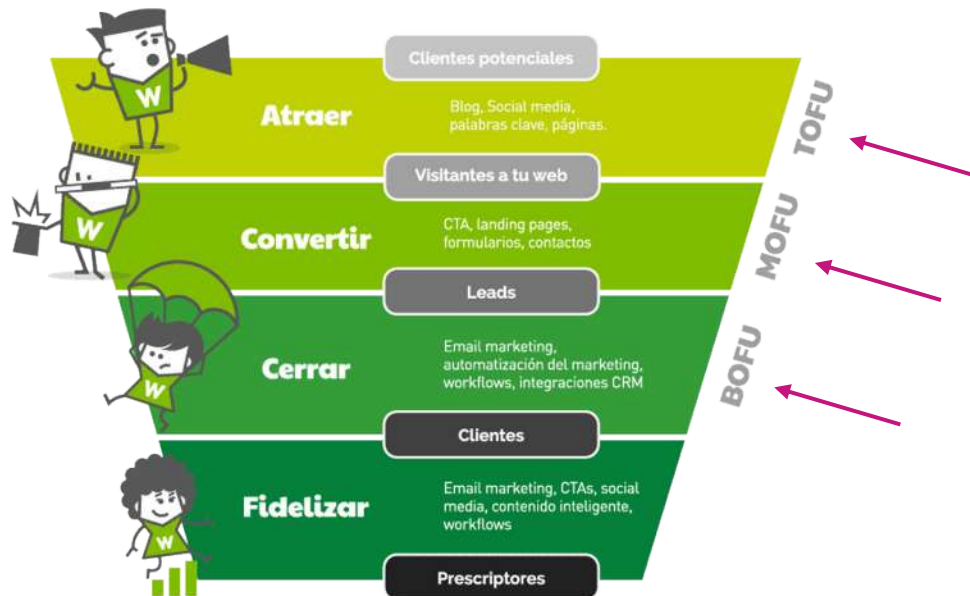 Clientes potenciales
W
Atraer
Blog, Social media,
palabras clave, páginas.
TOFU
Visitantes a tu web
W
Convertir
CTA, landing pages,
formularios, contactos
MOFU
Leads
W
Cerrar
Email marketing,
automatización del marketing,
workflows, integraciones CRM
BOFU
Clientes
W
Fidelizar
Email marketing, CTAs, social
media, contenido inteligente,
workflows
Prescriptores